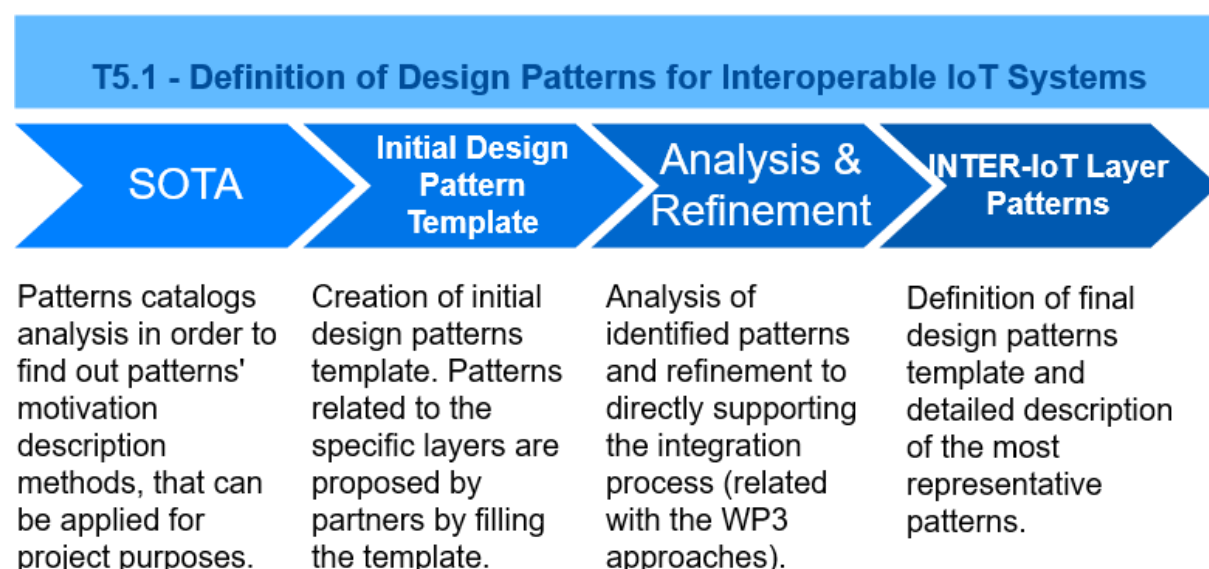 T5.1 - Definition of Design Patterns for Interoperable IoT Systems
SOTA
Initial Design
Pattern
Template
Analysis &
Refinement
INTER-IoT Layer
Patterns
Patterns catalogs
analysis in order to
find out patterns'
motivation
description
methods, that can
be applied for
project purposes.
Creation of initial
design patterns
template. Patterns
related to the
specific layers are
proposed by
partners by filling
the template.
Analysis of
identified patterns
and refinement to
directly supporting
the integration
process (related
with the WP3
approaches).
Definition of final
design patterns
template and
detailed description
of the most
representative
patterns.